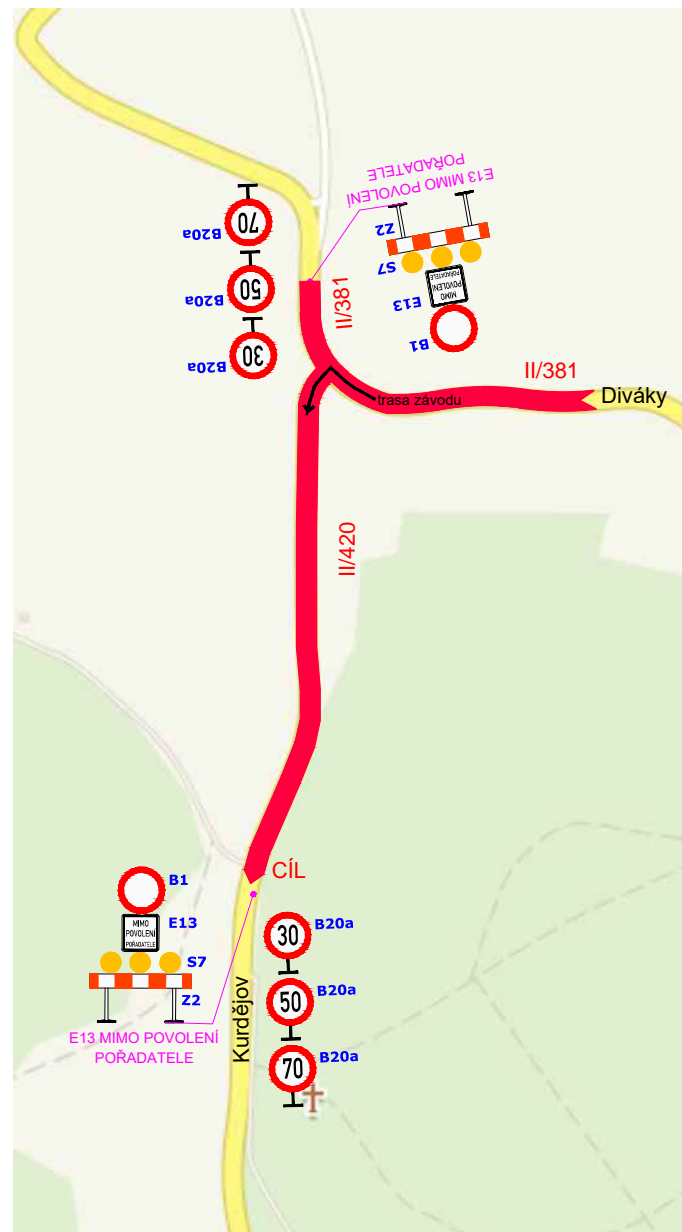 E13 MIMO POVOLENÍ
POŘADATELE
70
B20a
50
B20a
30
B20a
Z2
S7
MIMO
POVOLENÍ
POŘADATELE
E13
B1
II/381
II/381
Diváky
trasa závodu
II/420
CÍL
B1
MIMO
POVOLENÍ
POŘADATELE
E13
S7
Z2
E13 MIMO POVOLENÍ
POŘADATELE
Kurdějov
30
B20a
50
B20a
70
B20a